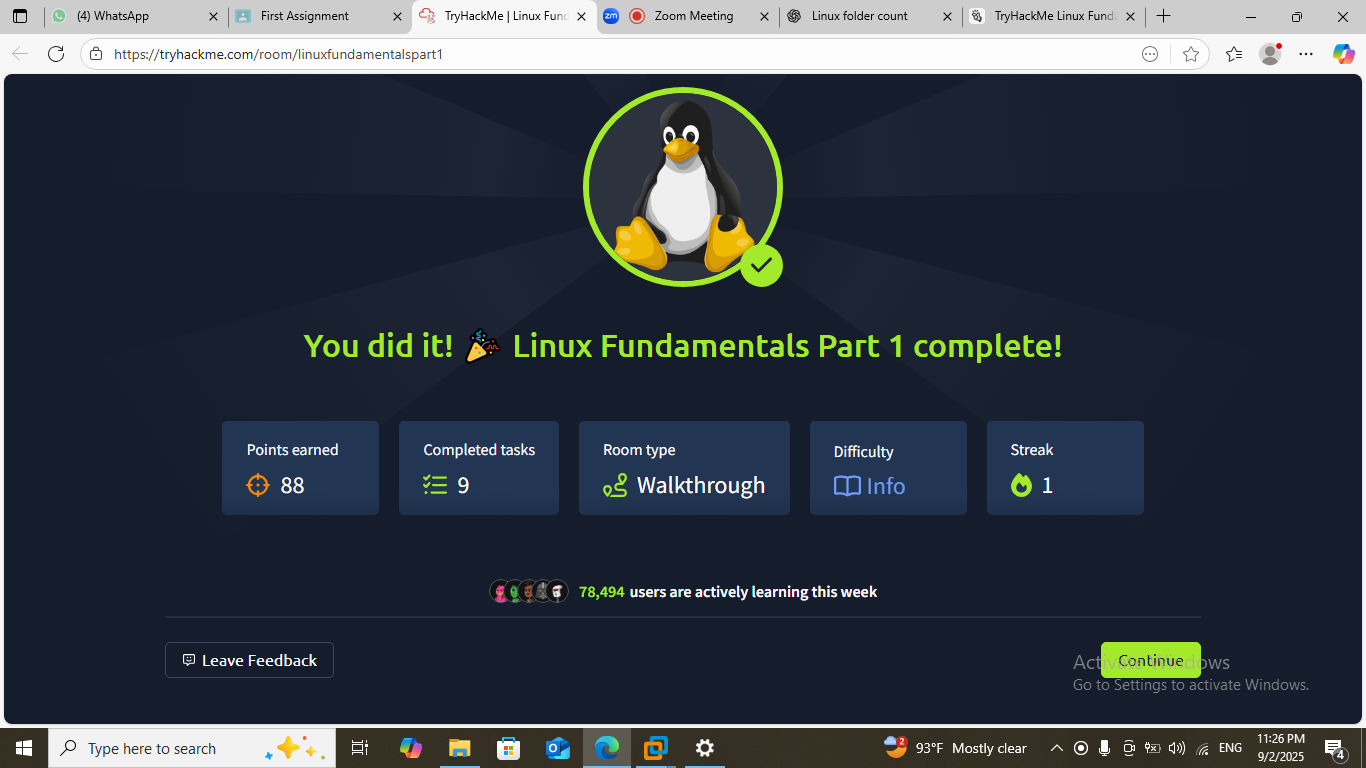 (4) WhatsApp
First Assignment
TryHackMe | Linux Func
Zoom Meeting
Linux folder count
TryHackMe Linux Funda
https://tryhackme.com/room/linuxfundamentalspart1
You did it! 🎉 Linux Fundamentals Part 1 complete!
Points earned
88
Completed tasks
9
Room type
Walkthrough
Difficulty
Info
Streak
1
78,494 users are actively learning this week
Leave Feedback
Continue
Activate Windows
Go to Settings to activate Windows.
Type here to search
2
93°F Mostly clear
ENG
11:26 PM
9/2/2025
4